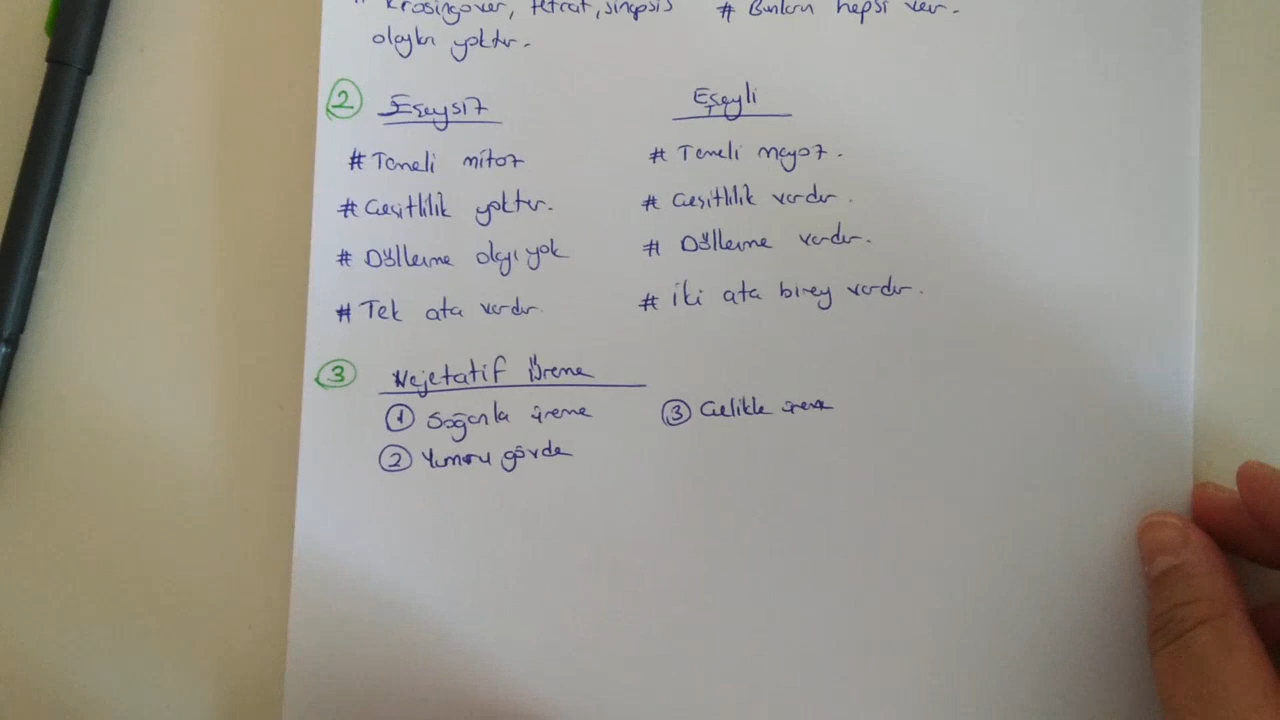 # Krosingover, tetrat, sinapsis
olayları yoktur.
# Bunların hepsi var.
2 Eşeysiz
# Temeli mitoz
# Çeşitlilik yoktur.
# Döllenme olayı yok
# Tek ata vardır.
Eşeyli
# Temeli mayoz.
# Çeşitlilik vardır.
# Döllenme vardır.
# İki ata birey vardır.
3 Vejetatif Üreme
1 Soğanla üreme
2 Yumru gövde
3 Çelikle üreme